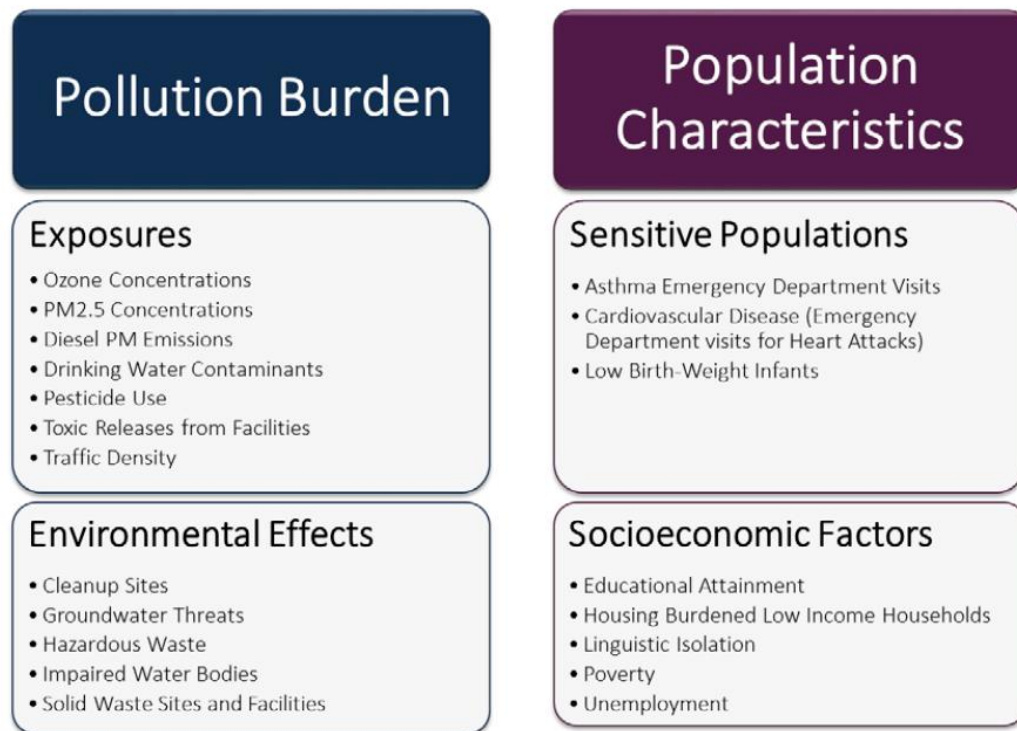 Pollution Burden
Exposures
• Ozone Concentrations
• PM2.5 Concentrations
• Diesel PM Emissions
• Drinking Water Contaminants
• Pesticide Use
• Toxic Releases from Facilities
• Traffic Density
Environmental Effects
• Cleanup Sites
• Groundwater Threats
• Hazardous Waste
• Impaired Water Bodies
• Solid Waste Sites and Facilities
Population
Characteristics
Sensitive Populations
• Asthma Emergency Department Visits
• Cardiovascular Disease (Emergency
Department visits for Heart Attacks)
• Low Birth-Weight Infants
Socioeconomic Factors
• Educational Attainment
• Housing Burdened Low Income Households
• Linguistic Isolation
• Poverty
• Unemployment